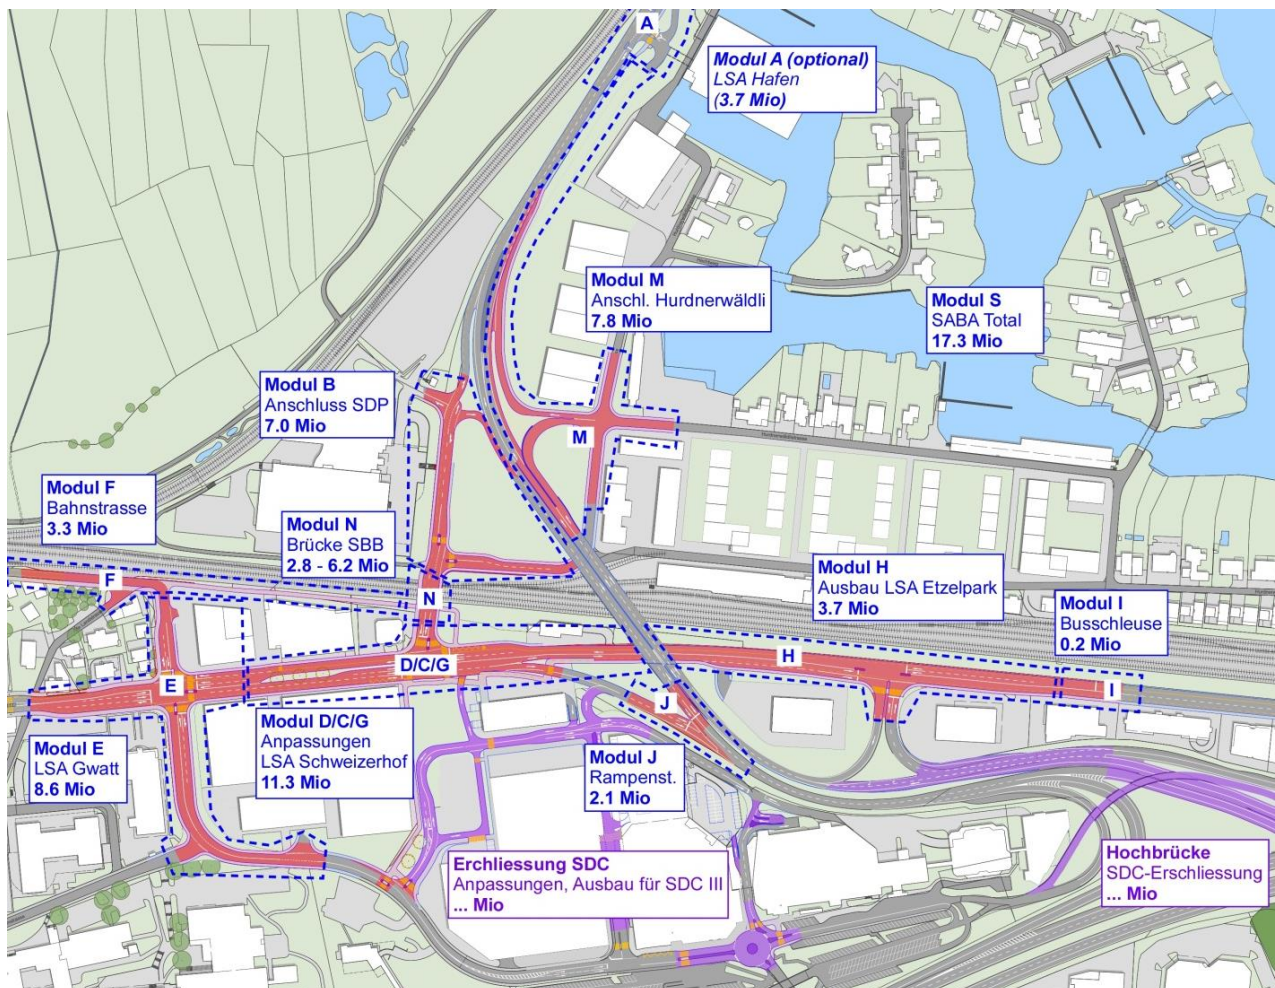 A
Modul A (optional)
LSA Hafen
(3.7 Mio)
Modul M
Anschl. Hurdnerwäldli
7.8 Mio
Modul S
SABA Total
17.3 Mio
Modul B
Anschluss SDP
7.0 Mio
M
Modul F
Bahnstrasse
3.3 Mio
Modul N
Brücke SBB
2.8 - 6.2 Mio
Modul H
Ausbau LSA Etzelpark
3.7 Mio
Modul I
Busschleuse
0.2 Mio
F
N
D/C/G
H
E
I
J
Modul E
LSA Gwatt
8.6 Mio
Modul D/C/G
Anpassungen
LSA Schweizerhof
11.3 Mio
Modul J
Rampenst.
2.1 Mio
Erchliessung SDC
Anpassungen, Ausbau für SDC III
... Mio
Hochbrücke
SDC-Erschliessung
... Mio